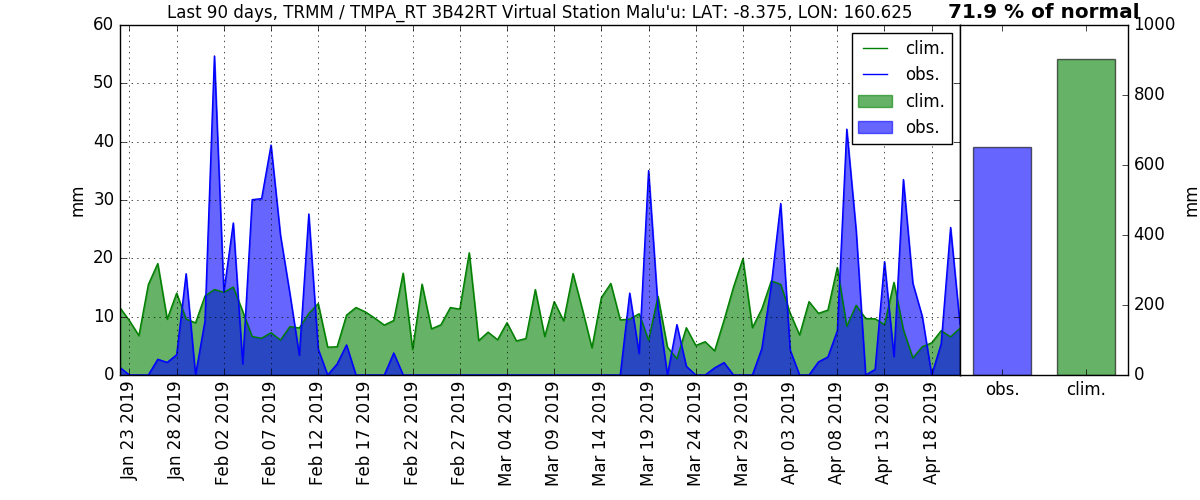 Last 90 days, TRMM / TMPA_RT 3B42RT Virtual Station Malu'u: LAT: -8.375, LON: 160.625
71.9 % of normal
60
50
40
30
20
10
0
mm
clim.
obs.
clim.
obs.
Jan 23 2019
Jan 28 2019
Feb 02 2019
Feb 07 2019
Feb 12 2019
Feb 17 2019
Feb 22 2019
Feb 27 2019
Mar 04 2019
Mar 09 2019
Mar 14 2019
Mar 19 2019
Mar 24 2019
Mar 29 2019
Apr 03 2019
Apr 08 2019
Apr 13 2019
Apr 18 2019
1000
800
600
400
200
0
mm
obs.
clim.